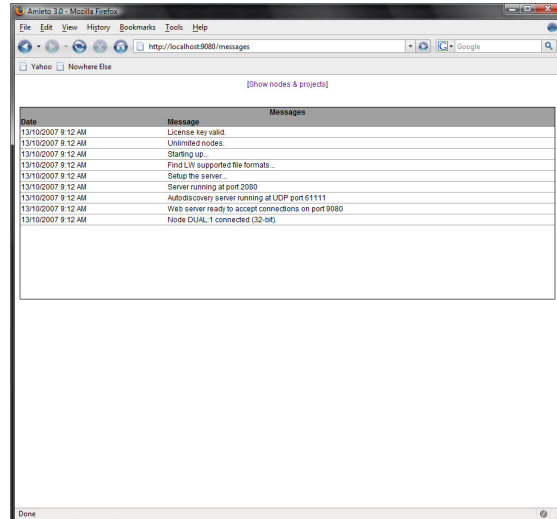 Amleto 3.0 - Mozilla Firefox
File Edit View History Bookmarks Tools Help
http://localhost:9080/messages
G Google
Yahoo Nowhere Else
[Show nodes & projects]
Messages
Date Message
13/10/2007 9:12 AM License key valid.
13/10/2007 9:12 AM Unlimited nodes.
13/10/2007 9:12 AM Starting up...
13/10/2007 9:12 AM Find LW supported file formats...
13/10/2007 9:12 AM Setup the server...
13/10/2007 9:12 AM Server running at port 2080
13/10/2007 9:12 AM Autodiscovery server running at UDP port 61111
13/10/2007 9:12 AM Web server ready to accept connections on port 9080
13/10/2007 9:12 AM Node DUAL:1 connected (32-bit).
Done